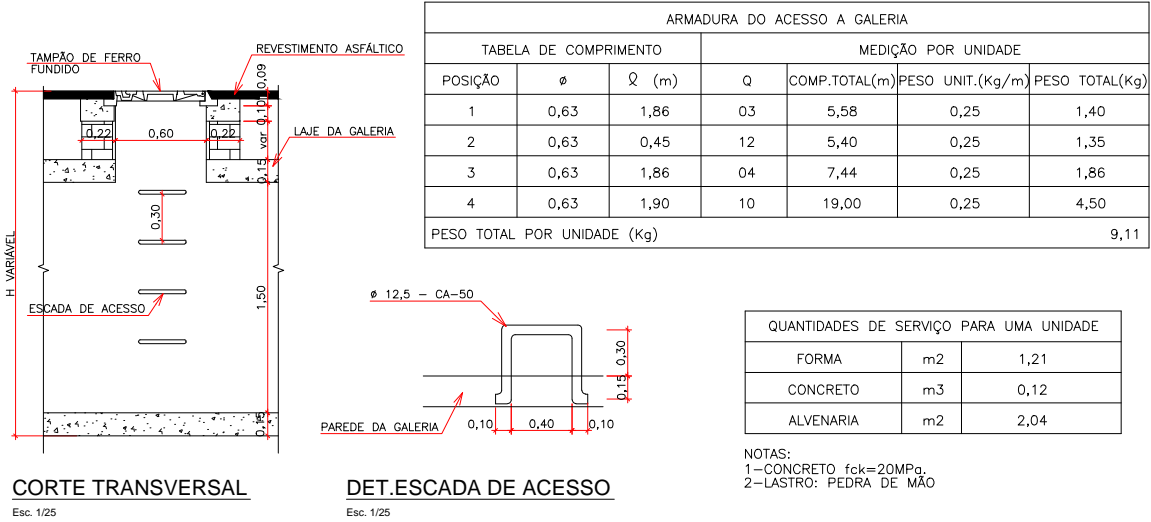 TAMPÃO DE FERRO
FUNDIDO
REVESTIMENTO ASFÁLTICO
0,09
0,10
0,22
0,60
0,22
var
LAJE DA GALERIA
0,15
0,30
H VARIÁVEL
ESCADA DE ACESSO
1,50
0,15
CORTE TRANSVERSAL
Esc. 1/25
ø 12,5 - CA-50
0,30
0,15
PAREDE DA GALERIA
0,10
0,40
0,10
DET.ESCADA DE ACESSO
Esc. 1/25
ARMADURA DO ACESSO A GALERIA
TABELA DE COMPRIMENTO MEDIÇÃO POR UNIDADE
POSIÇÃO ø ℓ (m) Q COMP.TOTAL(m) PESO UNIT.(Kg/m) PESO TOTAL(Kg)
1 0,63 1,86 03 5,58 0,25 1,40
2 0,63 0,45 12 5,40 0,25 1,35
3 0,63 1,86 04 7,44 0,25 1,86
4 0,63 1,90 10 19,00 0,25 4,50
PESO TOTAL POR UNIDADE (Kg) 9,11
QUANTIDADES DE SERVIÇO PARA UMA UNIDADE
FORMA m2 1,21
CONCRETO m3 0,12
ALVENARIA m2 2,04
NOTAS:
1-CONCRETO fck=20MPa.
2-LASTRO: PEDRA DE MÃO